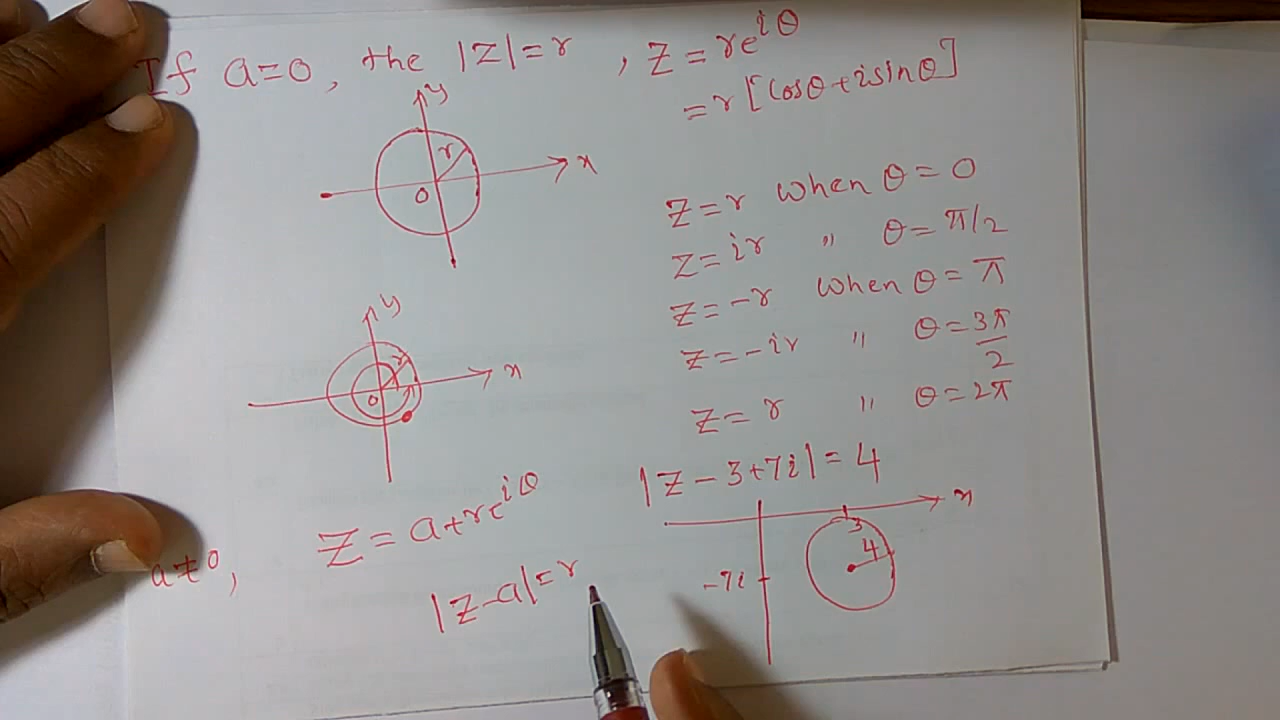 If a=0, the |z|=r, z=re^{iθ}
=r[cosθ+isinθ]
y
r
x
0
z=r when θ=0
z=ir " θ=π/2
z=-r when θ=π
z=-ir " θ=3π/2
z=r " θ=2π
y
r
x
0
|z-3+7i|=4
x
3
4
-7i
a≠0, z=a+re^{iθ}
|z-a|=r